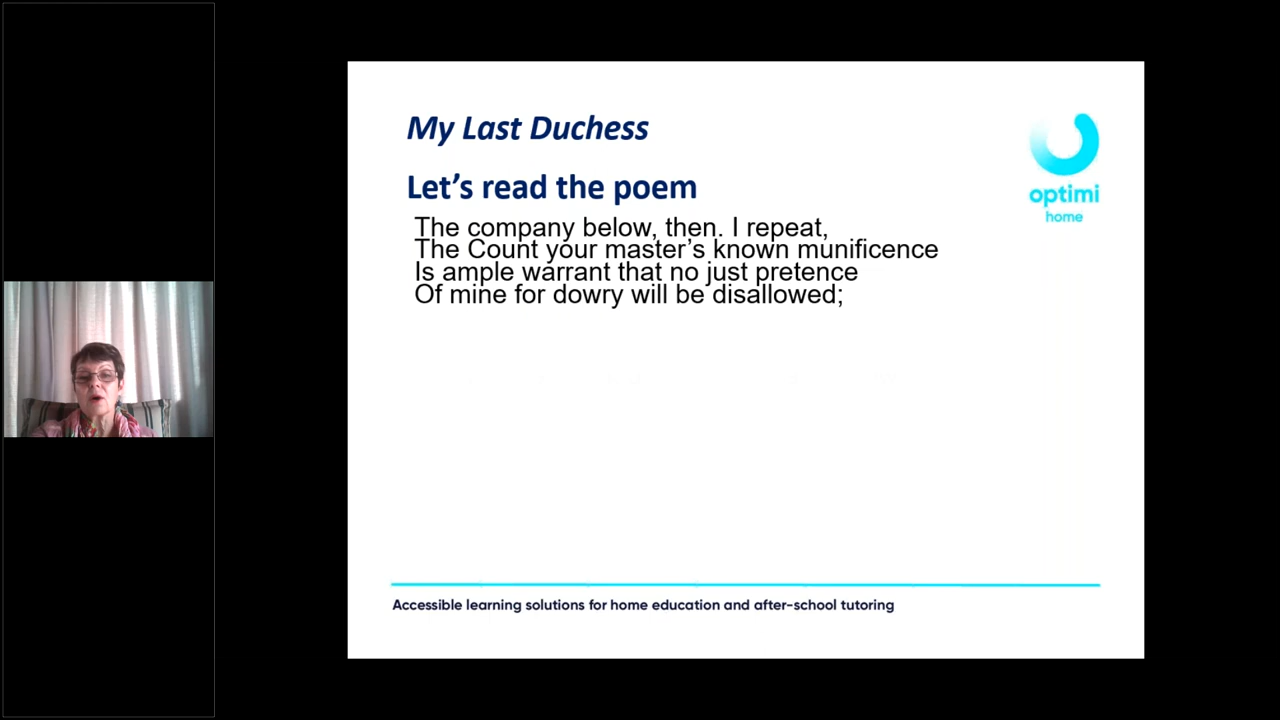 My Last Duchess
Let's read the poem
The company below, then. I repeat,
The Count your master's known munificence
Is ample warrant that no just pretence
Of mine for dowry will be disallowed;
optimi
home
Accessible learning solutions for home education and after-school tutoring